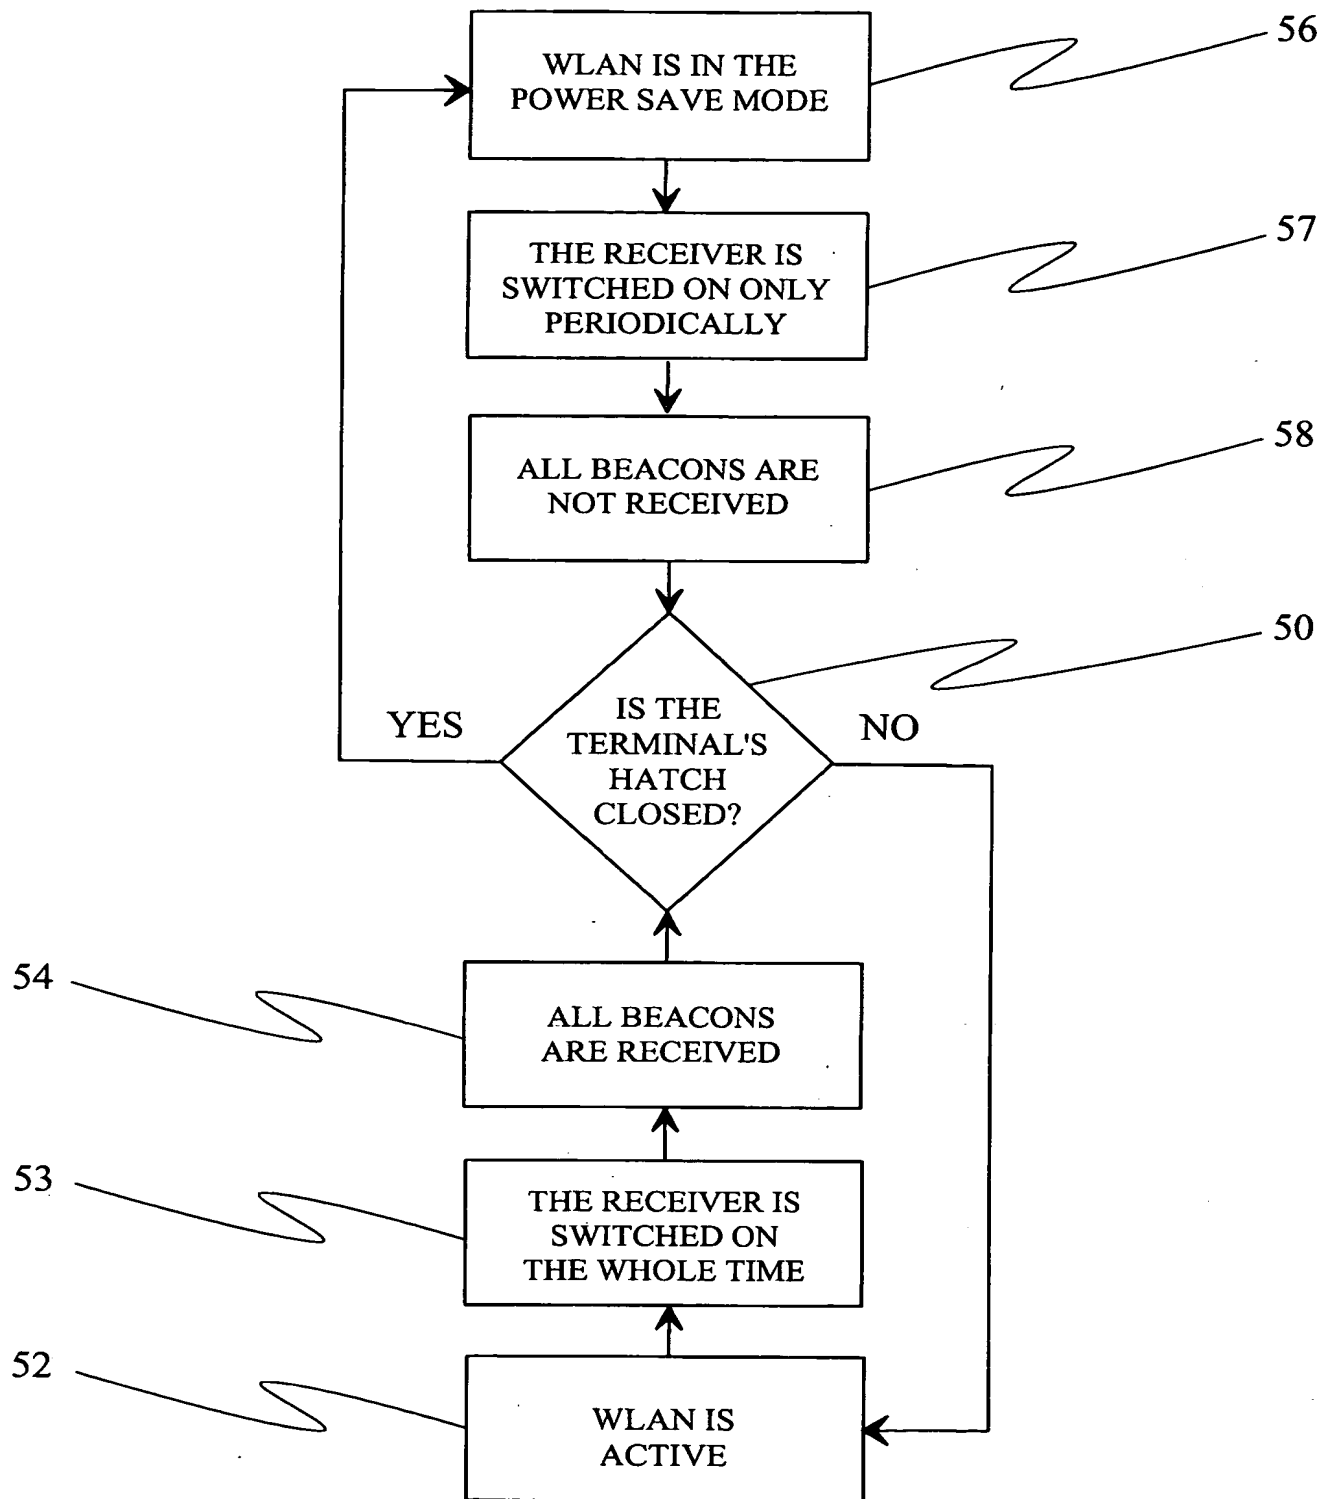 56
WLAN IS IN THE
POWER SAVE MODE
57
THE RECEIVER IS
SWITCHED ON ONLY
PERIODICALLY
58
ALL BEACONS ARE
NOT RECEIVED
50
YES
NO
IS THE
TERMINAL'S
HATCH
CLOSED?
54
ALL BEACONS
ARE RECEIVED
53
THE RECEIVER IS
SWITCHED ON
THE WHOLE TIME
52
WLAN IS
ACTIVE